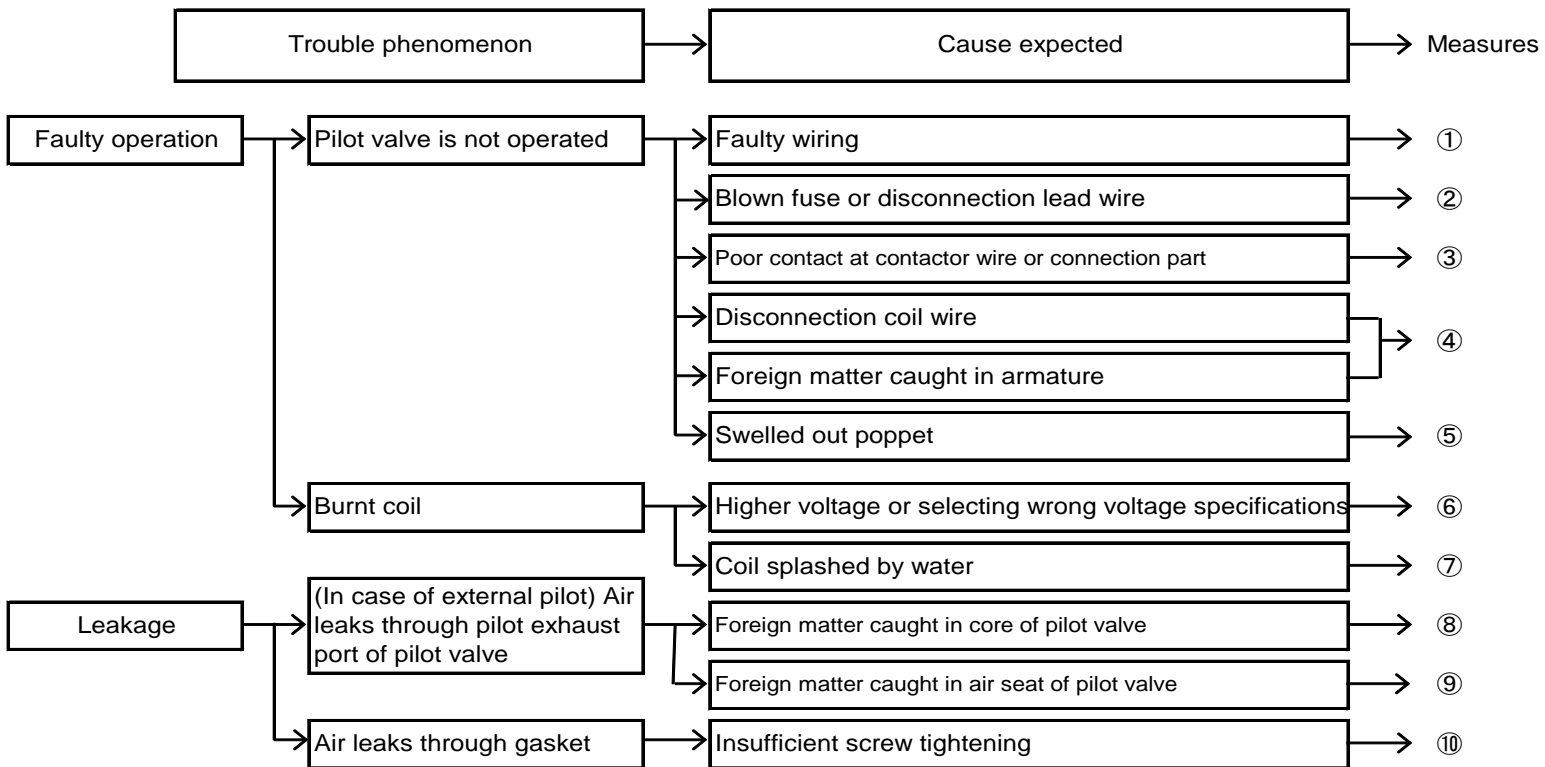 Trouble phenomenon
Cause expected
Measures
Faulty operation
Pilot valve is not operated
Faulty wiring
①
Blown fuse or disconnection lead wire
②
Poor contact at contactor wire or connection part
③
Disconnection coil wire
④
Foreign matter caught in armature
Swelled out poppet
⑤
Burnt coil
Higher voltage or selecting wrong voltage specifications
⑥
Coil splashed by water
⑦
Leakage
(In case of external pilot) Air
leaks through pilot exhaust
port of pilot valve
Foreign matter caught in core of pilot valve
⑧
Foreign matter caught in air seat of pilot valve
⑨
Air leaks through gasket
Insufficient screw tightening
⑩